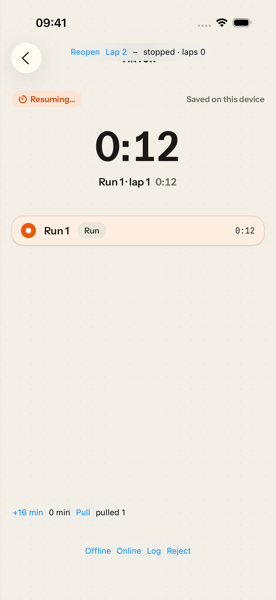 09:41
Reopen Lap 2 – stopped · laps 0
Resuming...
Saved on this device
0:12
Run 1 · lap 1 0:12
Run 1 Run 0:12
+16 min 0 min Pull pulled 1
Offline Online Log Reject